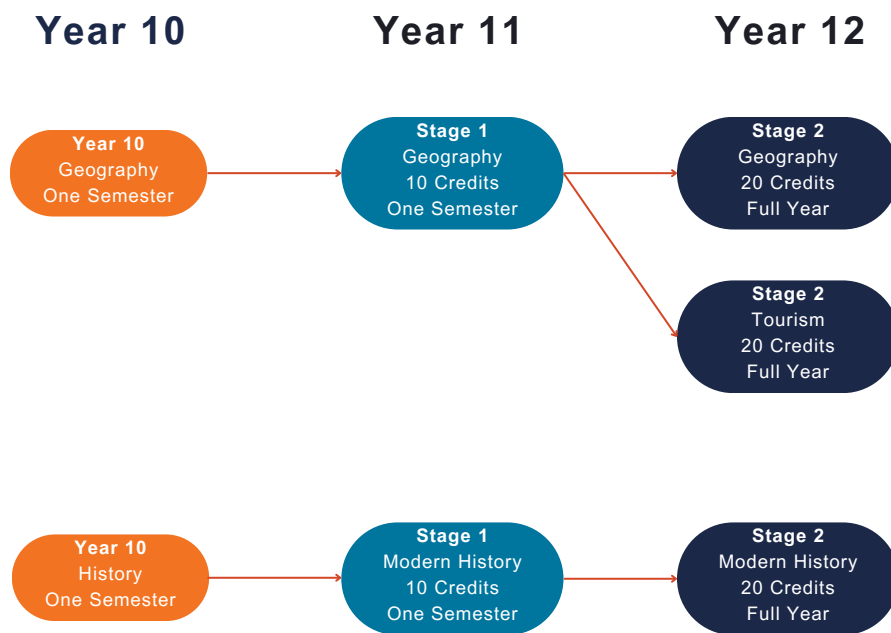 Year 10
Year 11
Year 12
Year 10
Geography
One Semester
Stage 1
Geography
10 Credits
One Semester
Stage 2
Geography
20 Credits
Full Year
Stage 2
Tourism
20 Credits
Full Year
Year 10
History
One Semester
Stage 1
Modern History
10 Credits
One Semester
Stage 2
Modern History
20 Credits
Full Year